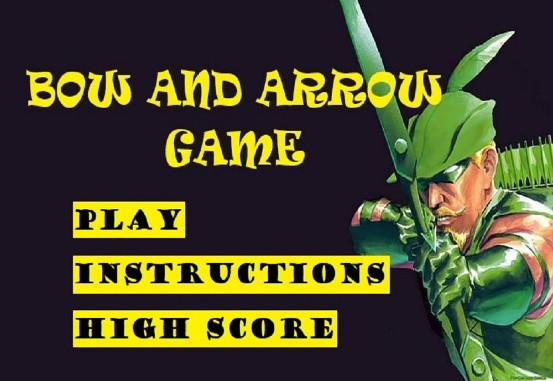 BOW AND ARROW
GAME
PLAY
INSTRUCTIONS
HIGH SCORE